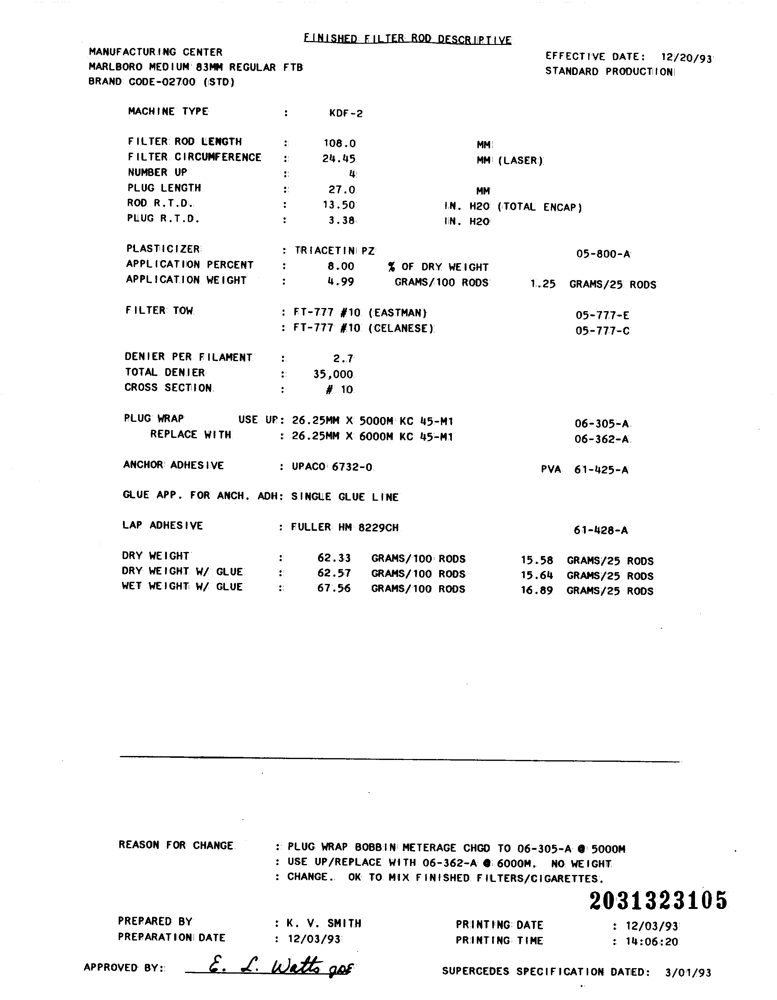 FINISHED FILTER ROD DESCRIPTIVE
MANUFACTURING CENTER
EFFECTIVE DATE: 12/20/93
MARLBORO MEDIUM 83MM REGULAR FTB
STANDARD PRODUCTION
BRAND CODE-02700 (STD)
MACHINE TYPE : KDF-2
FILTER ROD LENGTH : 108.0 MM
FILTER CIRCUMFERENCE : 24.45 MM (LASER)
NUMBER UP : 4
PLUG LENGTH : 27.0 MM
ROD R.T.D. : 13.50 IN. H2O (TOTAL ENCAP)
PLUG R.T.D. : 3.38 IN. H2O
PLASTICIZER : TRIACETIN PZ 05-800-A
APPLICATION PERCENT : 8.00 % OF DRY WEIGHT
APPLICATION WEIGHT : 4.99 GRAMS/100 RODS 1.25 GRAMS/25 RODS
FILTER TOW : FT-777 #10 (EASTMAN) 05-777-E
: FT-777 #10 (CELANESE) 05-777-C
DENIER PER FILAMENT : 2.7
TOTAL DENIER : 35,000
CROSS SECTION : # 10
PLUG WRAP USE UP: 26.25MM X 5000M KC 45-M1 06-305-A
REPLACE WITH : 26.25MM X 6000M KC 45-M1 06-362-A
ANCHOR ADHESIVE : UPACO 6732-0 PVA 61-425-A
GLUE APP. FOR ANCH. ADH: SINGLE GLUE LINE
LAP ADHESIVE : FULLER HM 8229CH 61-428-A
DRY WEIGHT : 62.33 GRAMS/100 RODS 15.58 GRAMS/25 RODS
DRY WEIGHT W/ GLUE : 62.57 GRAMS/100 RODS 15.64 GRAMS/25 RODS
WET WEIGHT W/ GLUE : 67.56 GRAMS/100 RODS 16.89 GRAMS/25 RODS
REASON FOR CHANGE : PLUG WRAP BOBBIN METERAGE CHGD TO 06-305-A @ 5000M
: USE UP/REPLACE WITH 06-362-A @ 6000M. NO WEIGHT
: CHANGE. OK TO MIX FINISHED FILTERS/CIGARETTES.
2031323105
PREPARED BY : K. V. SMITH PRINTING DATE : 12/03/93
PREPARATION DATE : 12/03/93 PRINTING TIME : 14:06:20
APPROVED BY: E. L. Watts
SUPERCEDES SPECIFICATION DATED: 3/01/93